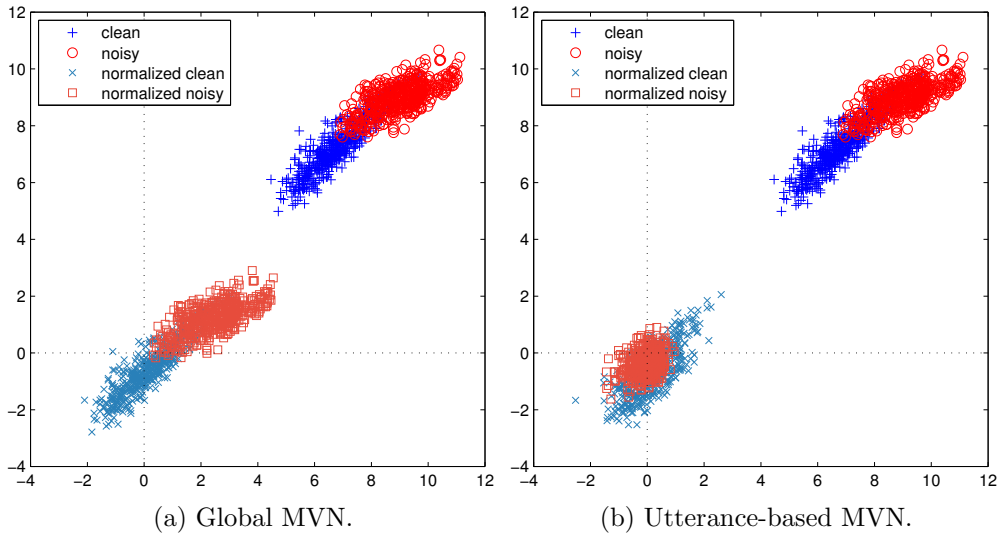 clean
noisy
normalized clean
normalized noisy
12
10
8
6
4
2
0
−2
−4
−4 −2 0 2 4 6 8 10 12
(a) Global MVN.
clean
noisy
normalized clean
normalized noisy
12
10
8
6
4
2
0
−2
−4
−4 −2 0 2 4 6 8 10 12
(b) Utterance-based MVN.